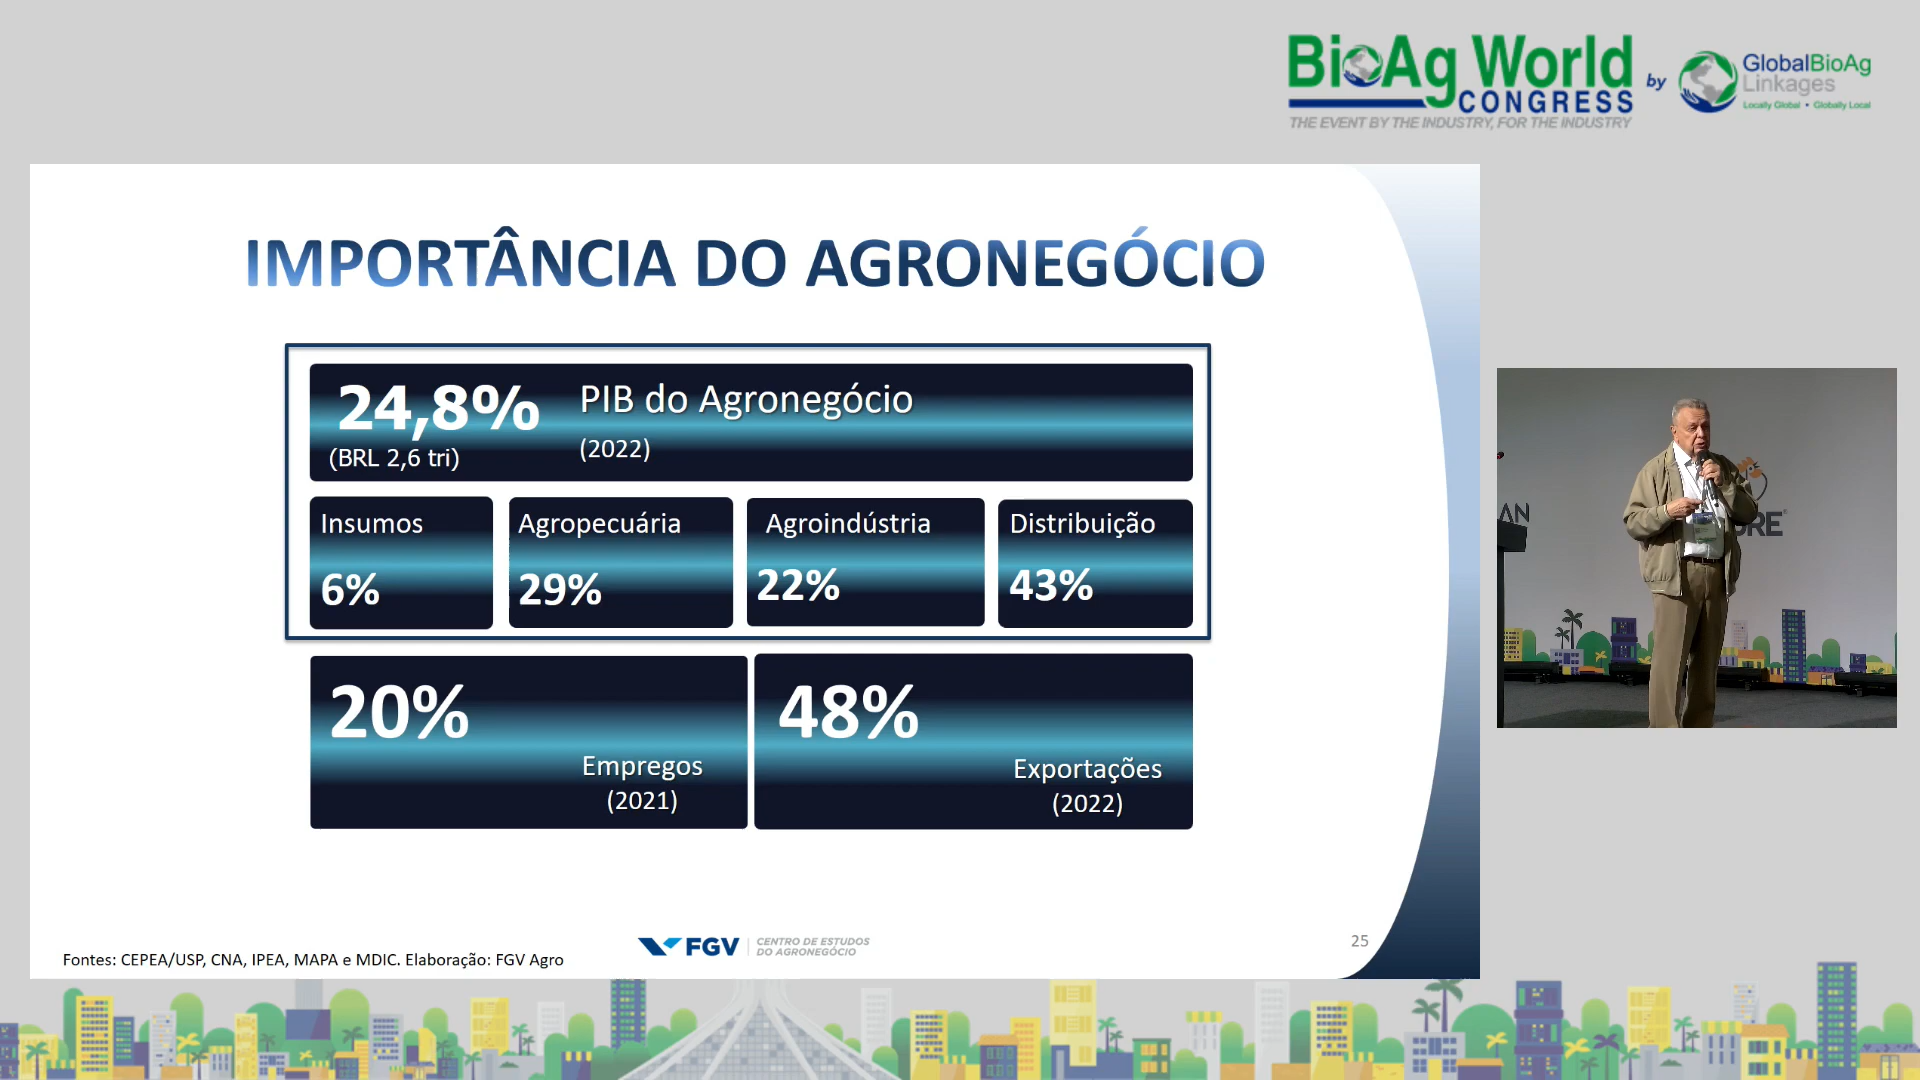 BioAg World
CONGRESS
THE EVENT BY THE INDUSTRY, FOR THE INDUSTRY
by
GlobalBioAg
Linkages
Locally Global • Globally Local
IMPORTÂNCIA DO AGRONEGÓCIO
24,8% PIB do Agronegócio
(BRL 2,6 tri) (2022)
Insumos
6%
Agropecuária
29%
Agroindústria
22%
Distribuição
43%
20%
Empregos
(2021)
48%
Exportações
(2022)
Fontes: CEPEA/USP, CNA, IPEA, MAPA e MDIC. Elaboração: FGV Agro
FGV
CENTRO DE ESTUDOS
DO AGRONEGÓCIO
25